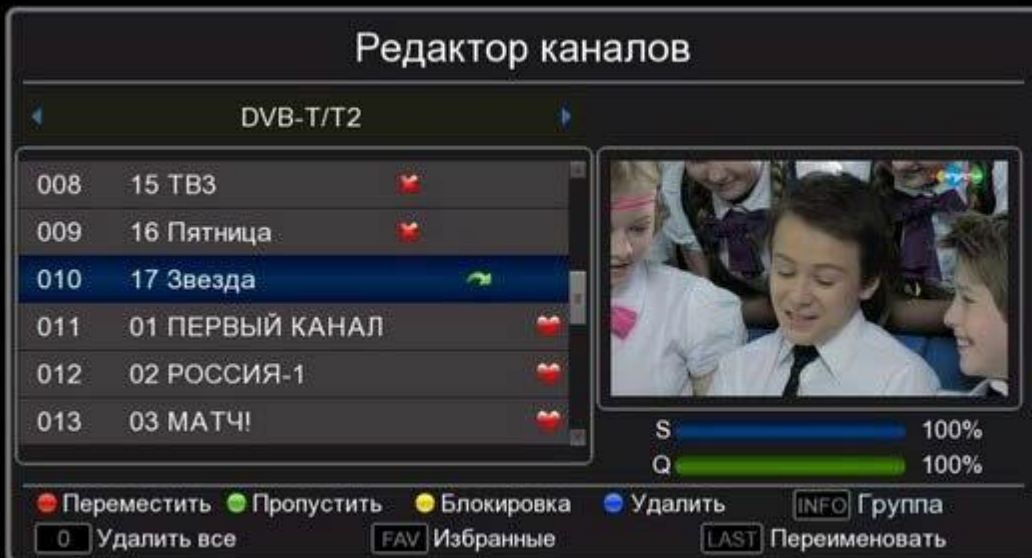 Редактор каналов
DVB-T/T2
008 15 ТВ3
009 16 Пятница
010 17 Звезда
011 01 ПЕРВЫЙ КАНАЛ
012 02 РОССИЯ-1
013 03 МАТЧ!
S 100%
Q 100%
Переместить Пропустить Блокировка Удалить INFO Группа
0 Удалить все FAV Избранные LAST Переименовать